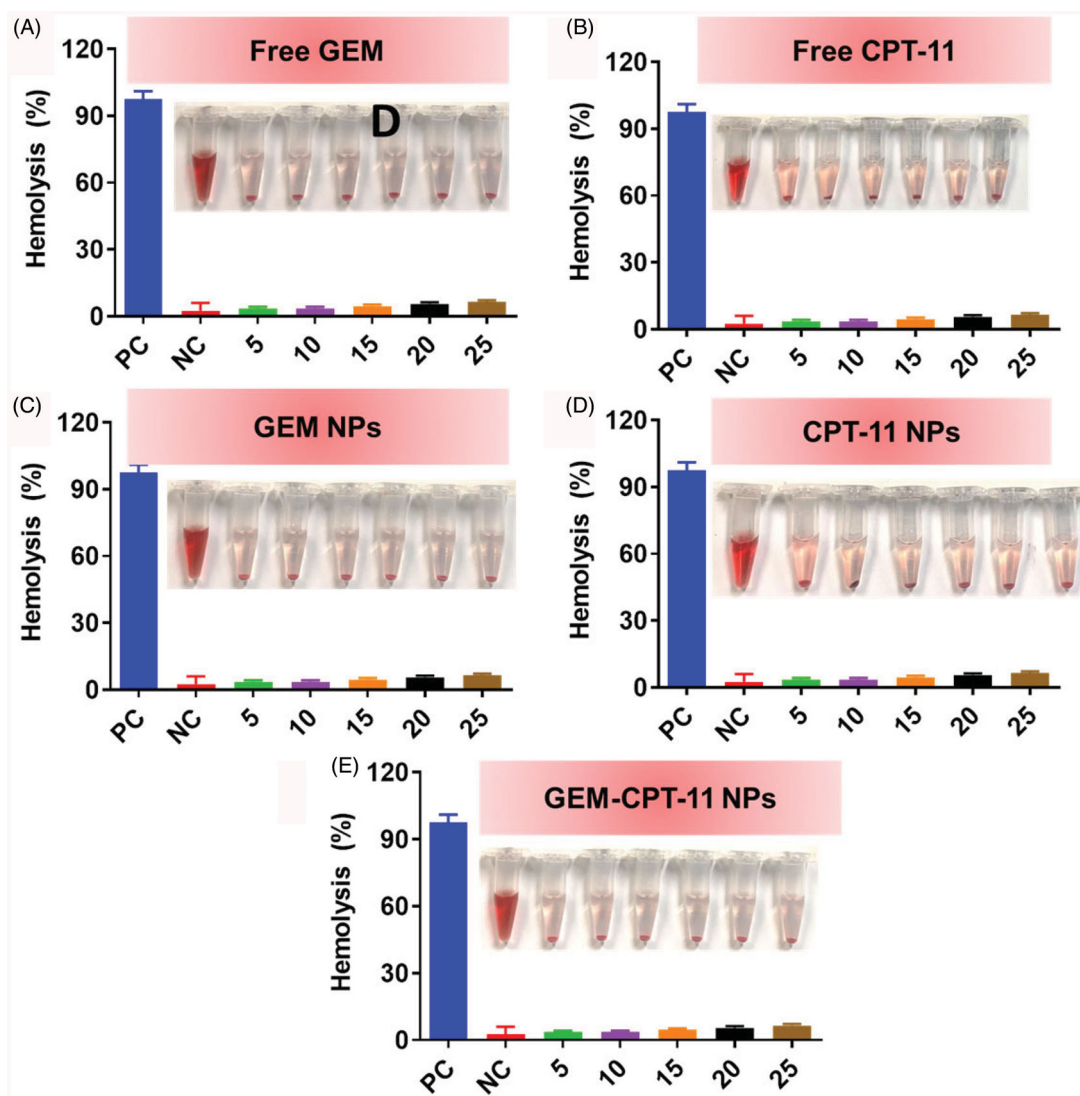 (A)
Free GEM
Hemolysis (%)
120
90
60
30
0
D
PC NC 5 10 15 20 25
(B)
Free CPT-11
Hemolysis (%)
120
90
60
30
0
PC NC 5 10 15 20 25
(C)
GEM NPs
Hemolysis (%)
120
90
60
30
0
PC NC 5 10 15 20 25
(D)
CPT-11 NPs
Hemolysis (%)
120
90
60
30
0
PC NC 5 10 15 20 25
(E)
GEM-CPT-11 NPs
Hemolysis (%)
120
90
60
30
0
PC NC 5 10 15 20 25